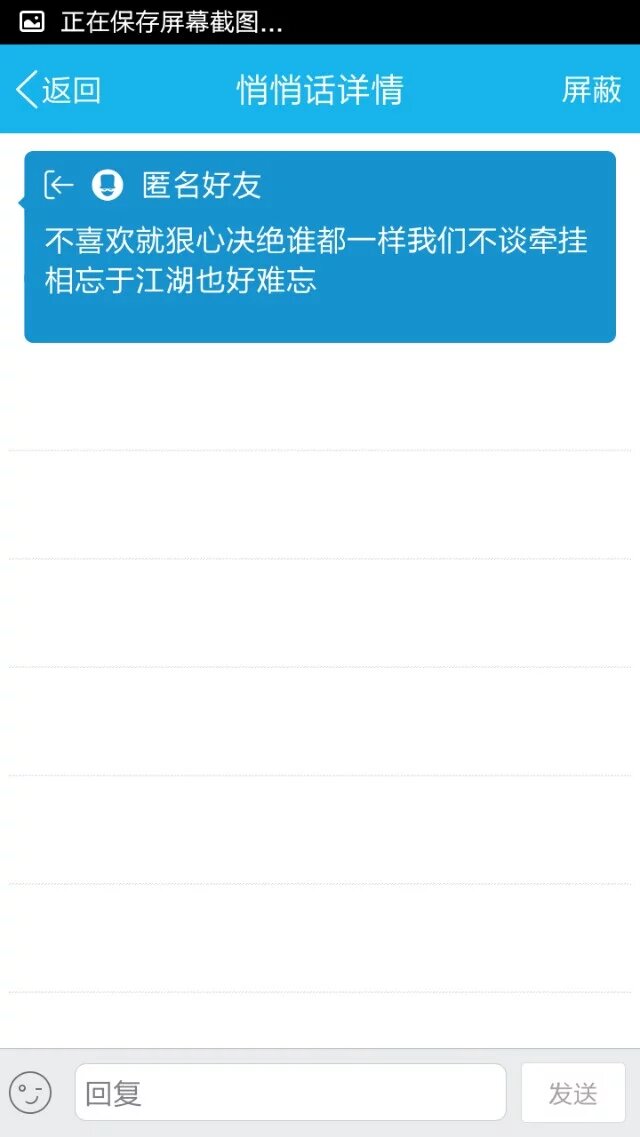 正在保存屏幕截图...
返回
悄悄话详情
屏蔽
匿名好友
不喜欢就狠心决绝谁都一样我们不谈牵挂
相忘于江湖也好难忘
回复
发送